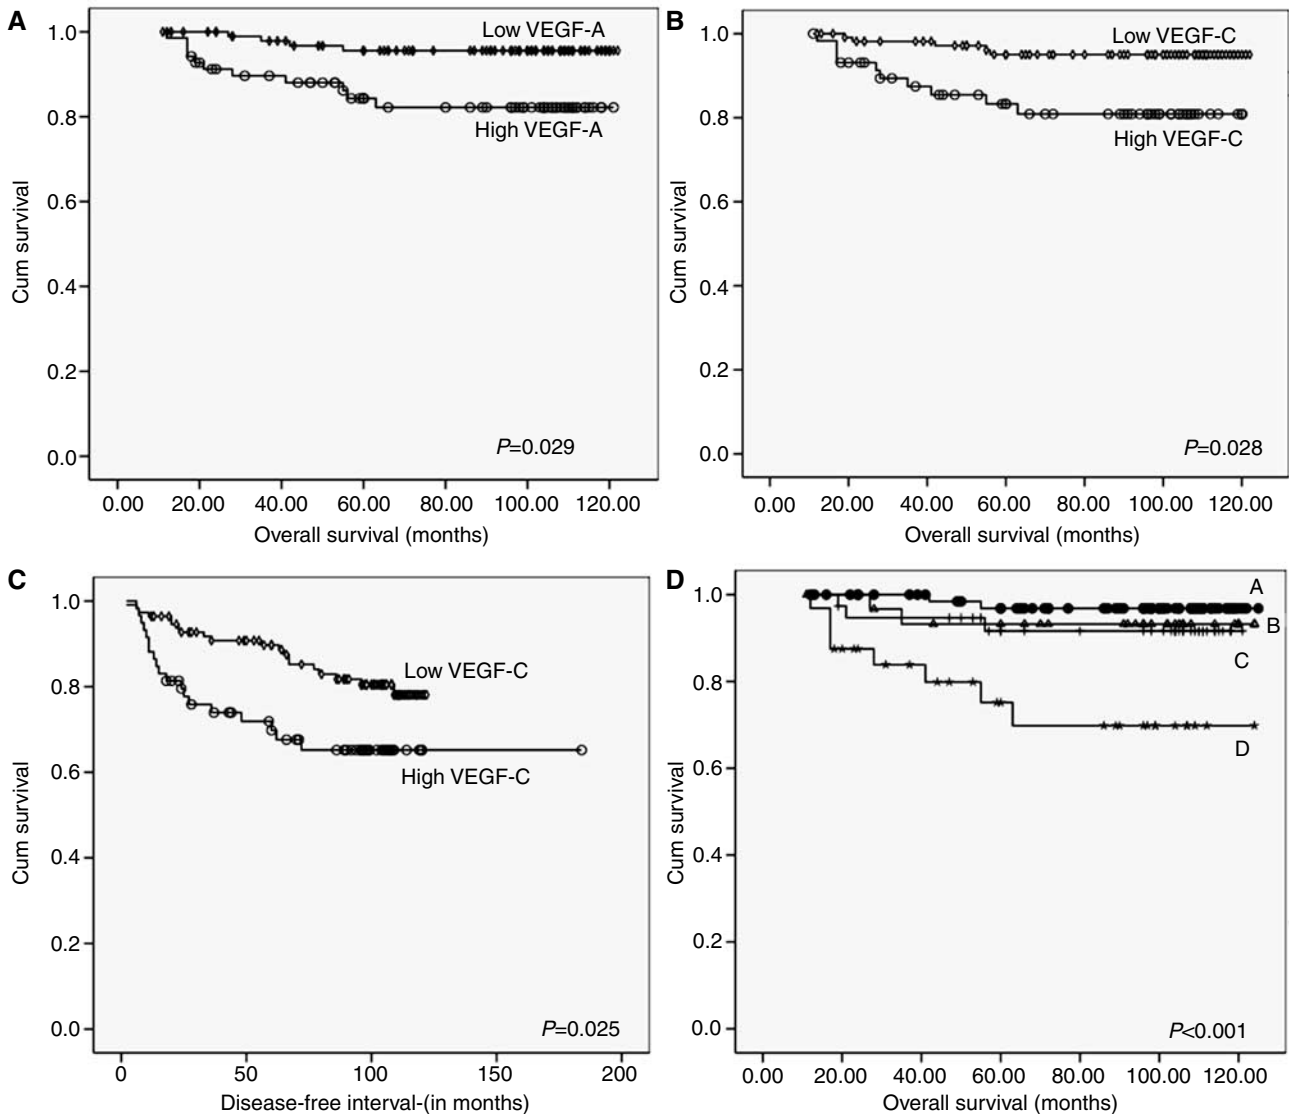 A
1.0
0.8
0.6
0.4
0.2
0.0
Cum survival
Low VEGF-A
High VEGF-A
P=0.029
0.00 20.00 40.00 60.00 80.00 100.00 120.00
Overall survival (months)
B
1.0
0.8
0.6
0.4
0.2
0.0
Cum survival
Low VEGF-C
High VEGF-C
P=0.028
0.00 20.00 40.00 60.00 80.00 100.00 120.00
Overall survival (months)
C
1.0
0.8
0.6
0.4
0.2
0.0
Cum survival
Low VEGF-C
High VEGF-C
P=0.025
0 50 100 150 200
Disease-free interval-(in months)
D
1.0
0.8
0.6
0.4
0.2
0.0
Cum survival
A
B
C
D
P<0.001
0.00 20.00 40.00 60.00 80.00 100.00 120.00
Overall survival (months)